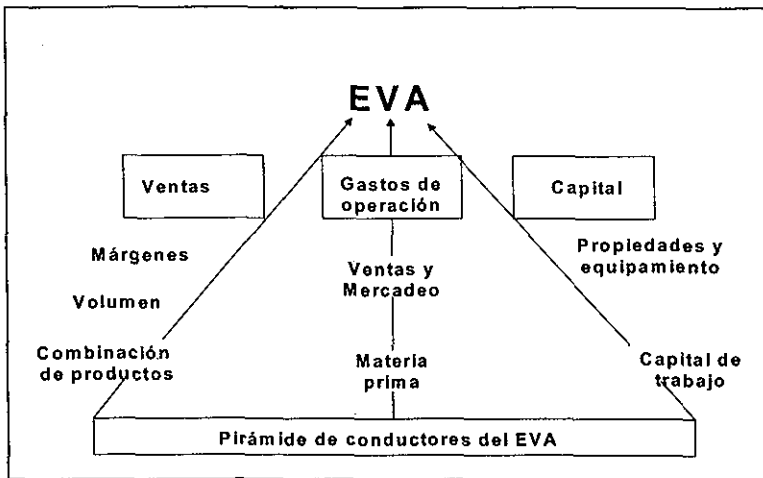 EVA
Ventas
Gastos de
operación
Capital
Márgenes
Volumen
Combinación
de productos
Ventas y
Mercadeo
Materia
prima
Propiedades y
equipamiento
Capital de
trabajo
Pirámide de conductores del EVA